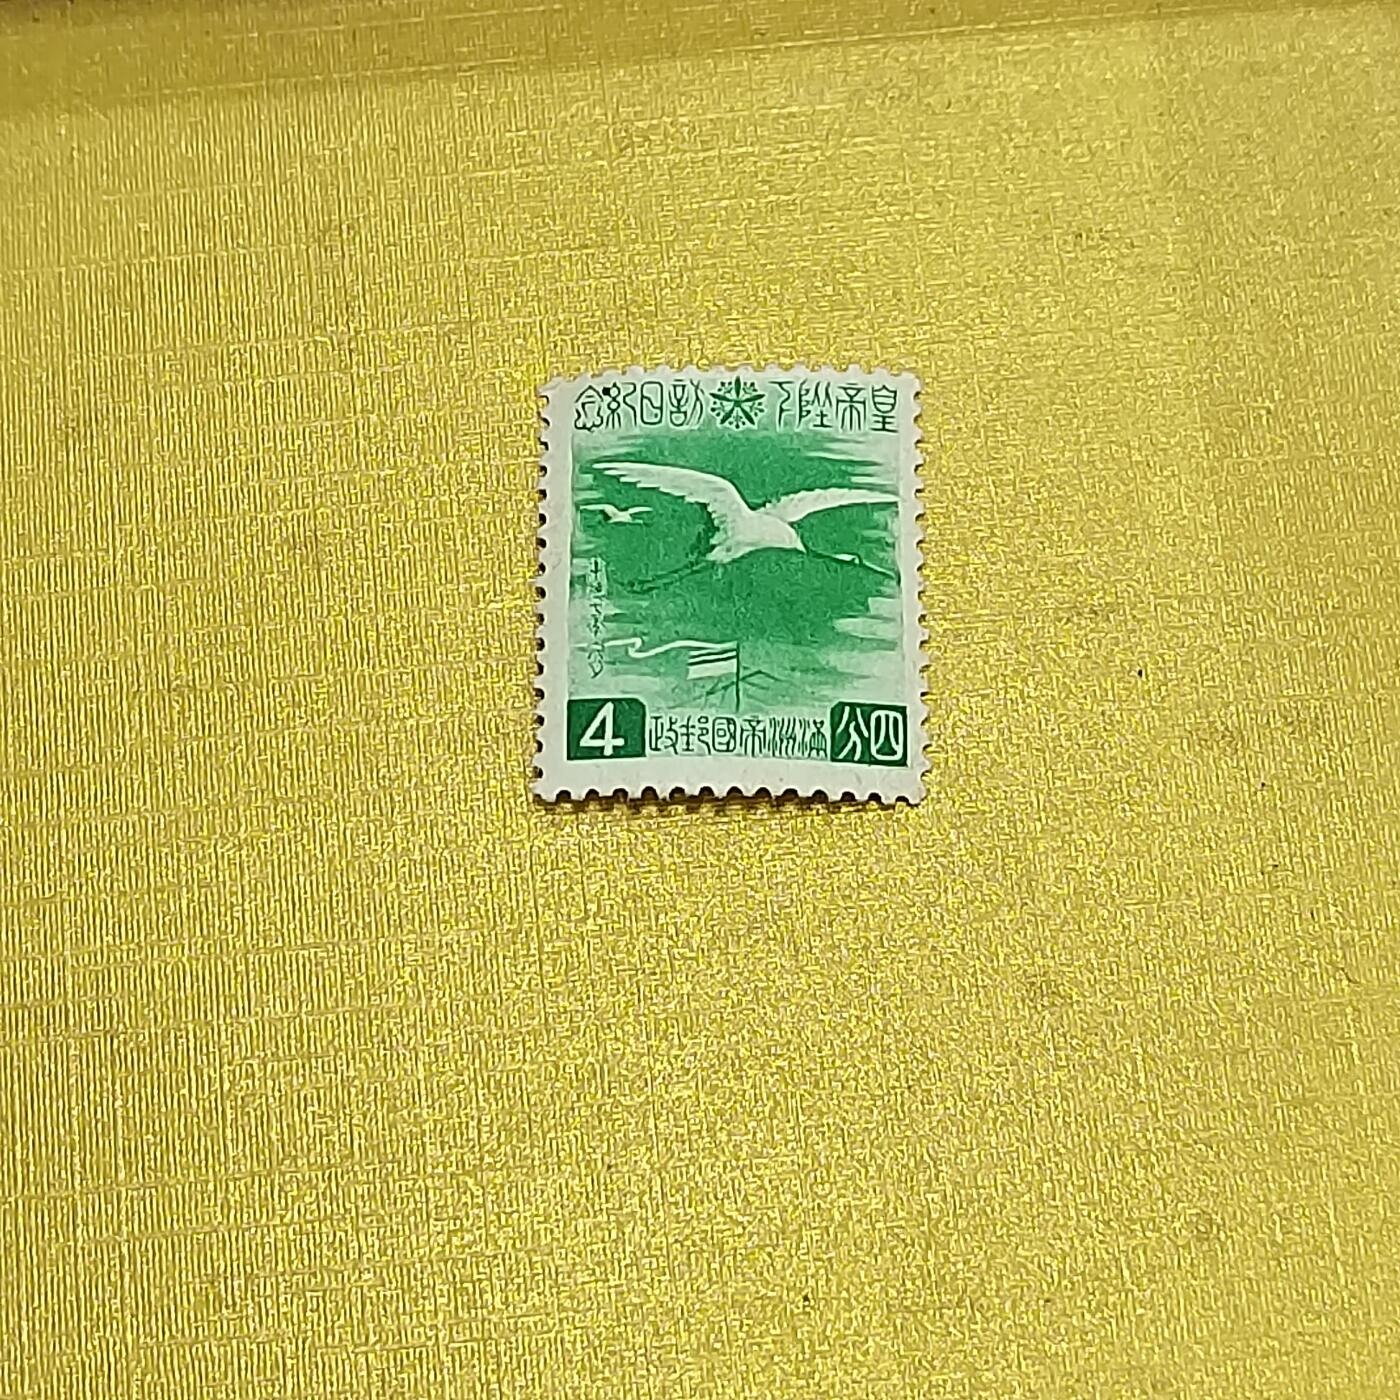 皇帝陛下訪日紀念
4 滿洲帝國郵政 四分